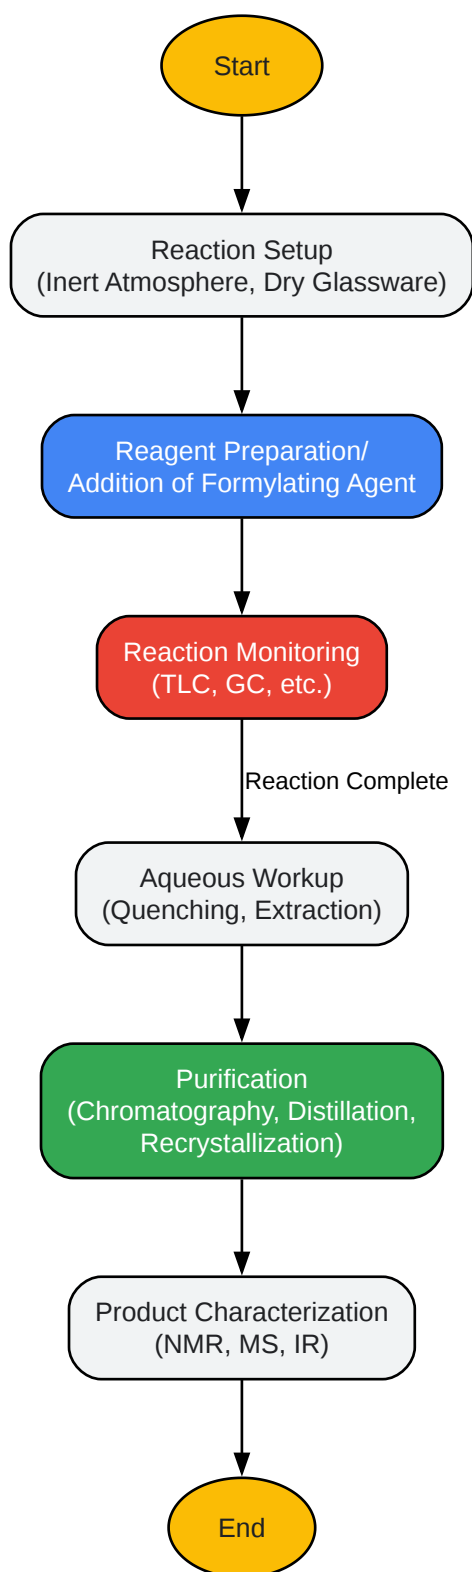 Start
Reaction Setup
(Inert Atmosphere, Dry Glassware)
Reagent Preparation/
Addition of Formylating Agent
Reaction Monitoring
(TLC, GC, etc.)
Reaction Complete
Aqueous Workup
(Quenching, Extraction)
Purification
(Chromatography, Distillation,
Recrystallization)
Product Characterization
(NMR, MS, IR)
End